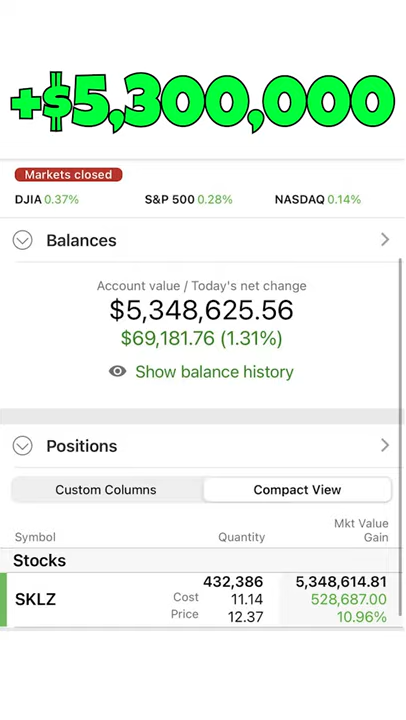 +$5,300,000
Markets closed
DJIA 0.37% S&P 500 0.28% NASDAQ 0.14%
Balances
Account value / Today's net change
$5,348,625.56
$69,181.76 (1.31%)
Show balance history
Positions
Custom Columns Compact View
Mkt Value
Symbol Quantity Gain
Stocks
432,386 5,348,614.81
SKLZ Cost 11.14 528,687.00
Price 12.37 10.96%